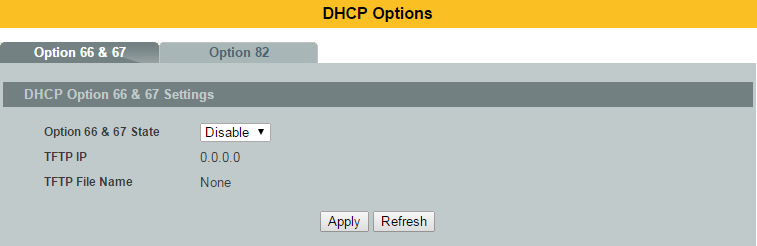 DHCP Options
Option 66 & 67 Option 82
DHCP Option 66 & 67 Settings
Option 66 & 67 State Disable
TFTP IP 0.0.0.0
TFTP File Name None
Apply Refresh